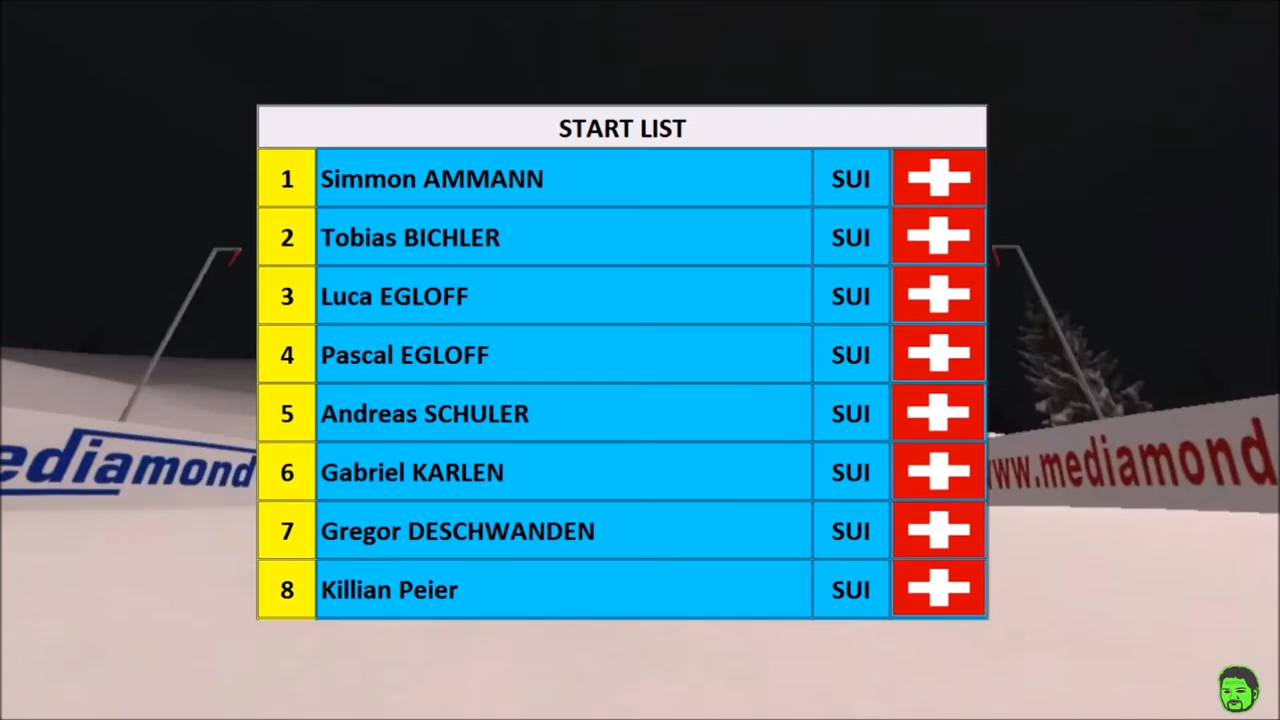 START LIST
1 Simmon AMMANN SUI
2 Tobias BICHLER SUI
3 Luca EGLOFF SUI
4 Pascal EGLOFF SUI
5 Andreas SCHULER SUI
6 Gabriel KARLEN SUI
7 Gregor DESCHWANDEN SUI
8 Killian Peier SUI
ediamond
www.mediamond